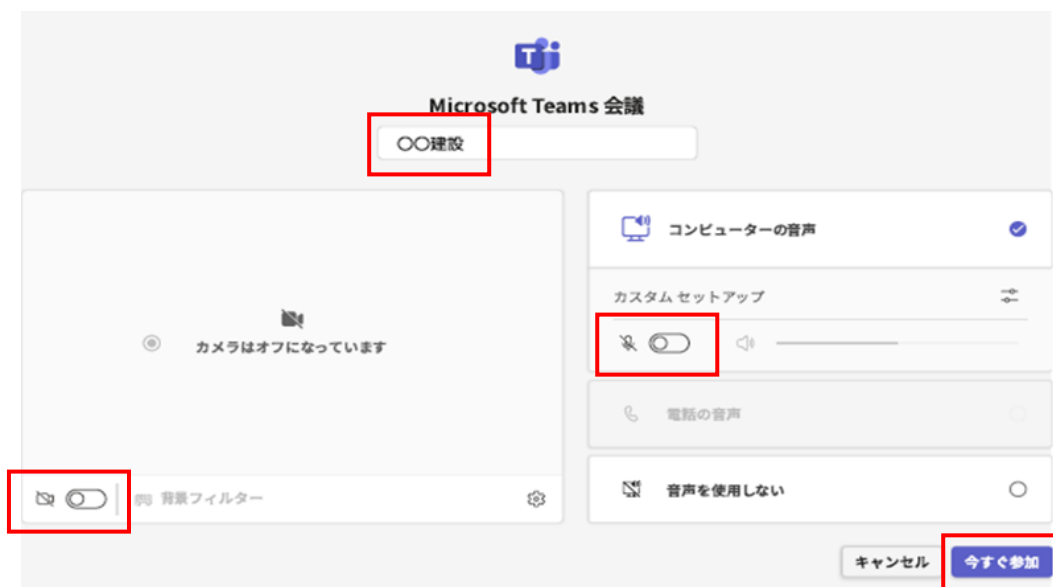 Microsoft Teams 会議
〇〇建設
コンピューターの音声
カスタム セットアップ
カメラはオフになっています
電話の音声
背景フィルター
音声を使用しない
キャンセル
今すぐ参加